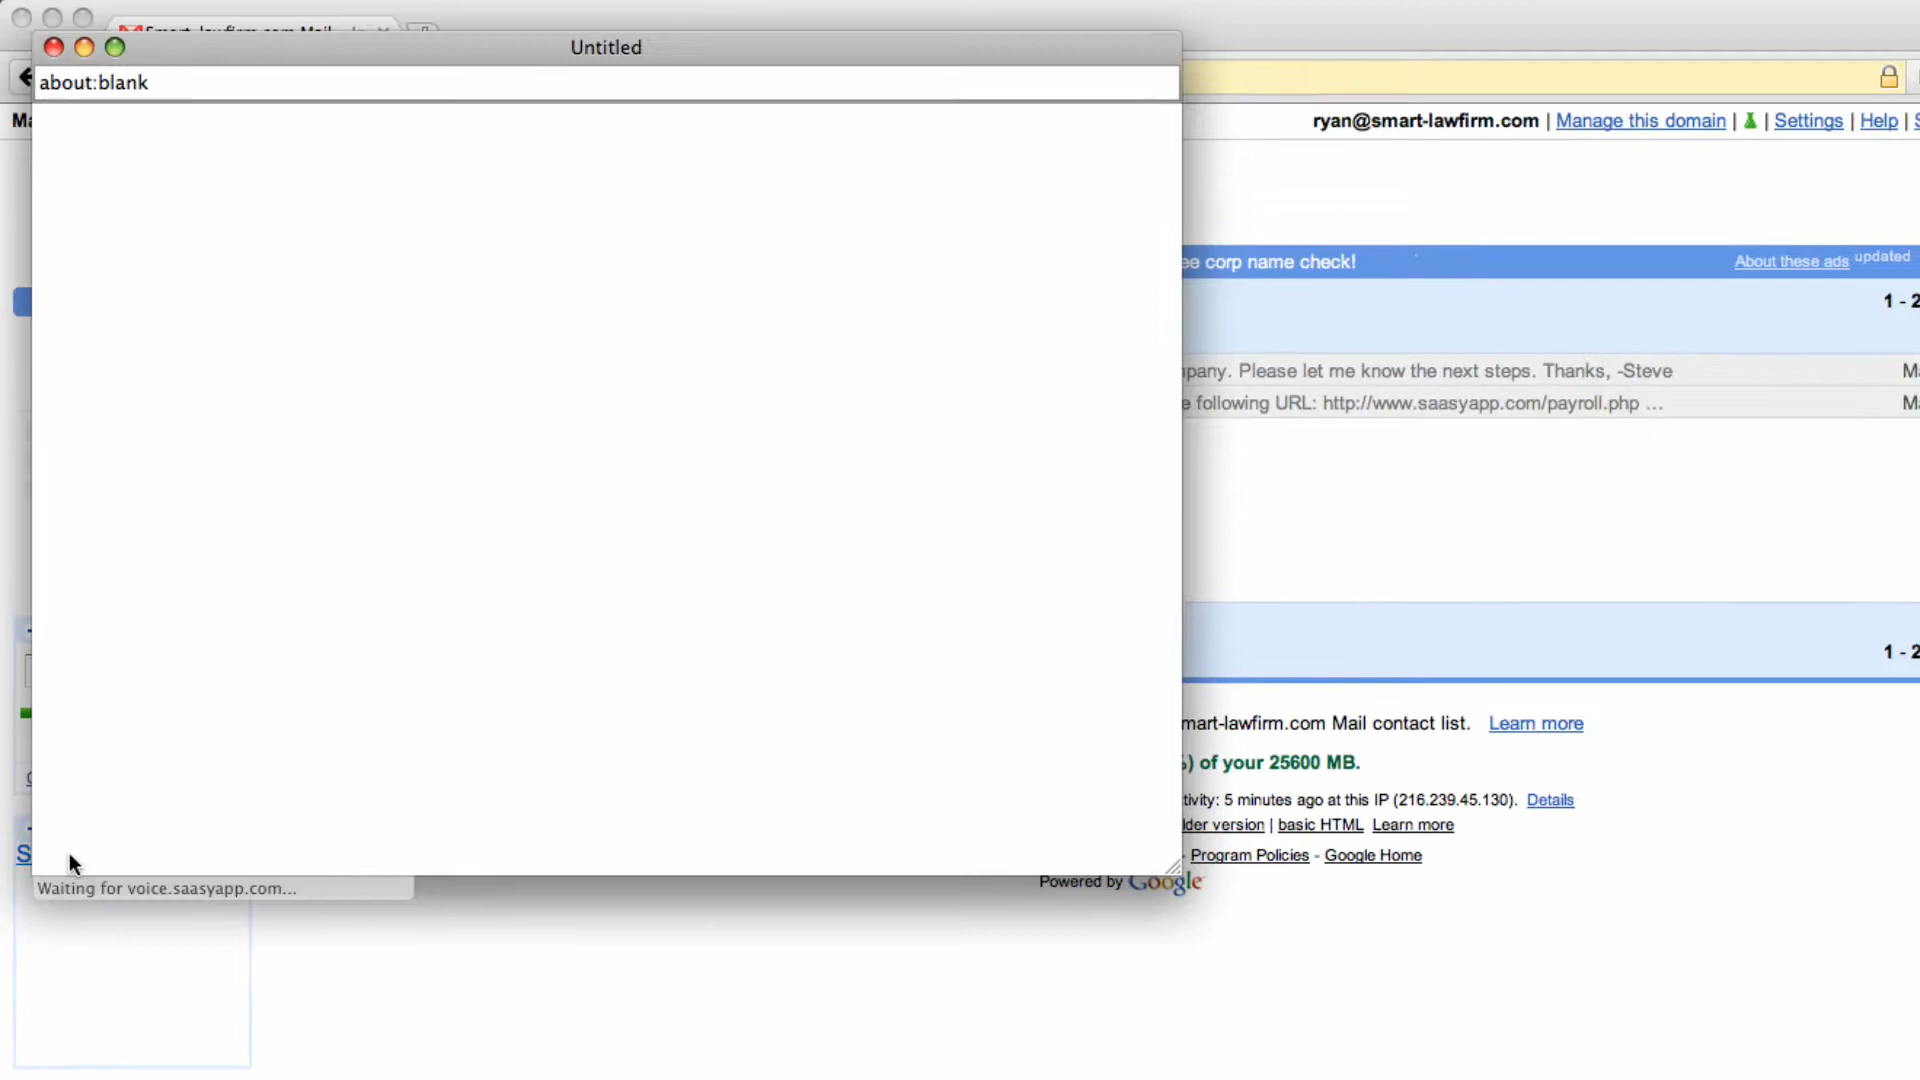 Untitled
about:blank
ryan@smart-lawfirm.com | Manage this domain | | Settings | Help |
ee corp name check!
About these ads updated
1 - 2
mpany. Please let me know the next steps. Thanks, -Steve
e following URL: http://www.saasyapp.com/payroll.php ...
1 - 2
mart-lawfirm.com Mail contact list. Learn more
%) of your 25600 MB.
tivity: 5 minutes ago at this IP (216.239.45.130). Details
lder version | basic HTML Learn more
- Program Policies - Google Home
Waiting for voice.saasyapp.com...
Powered by Google